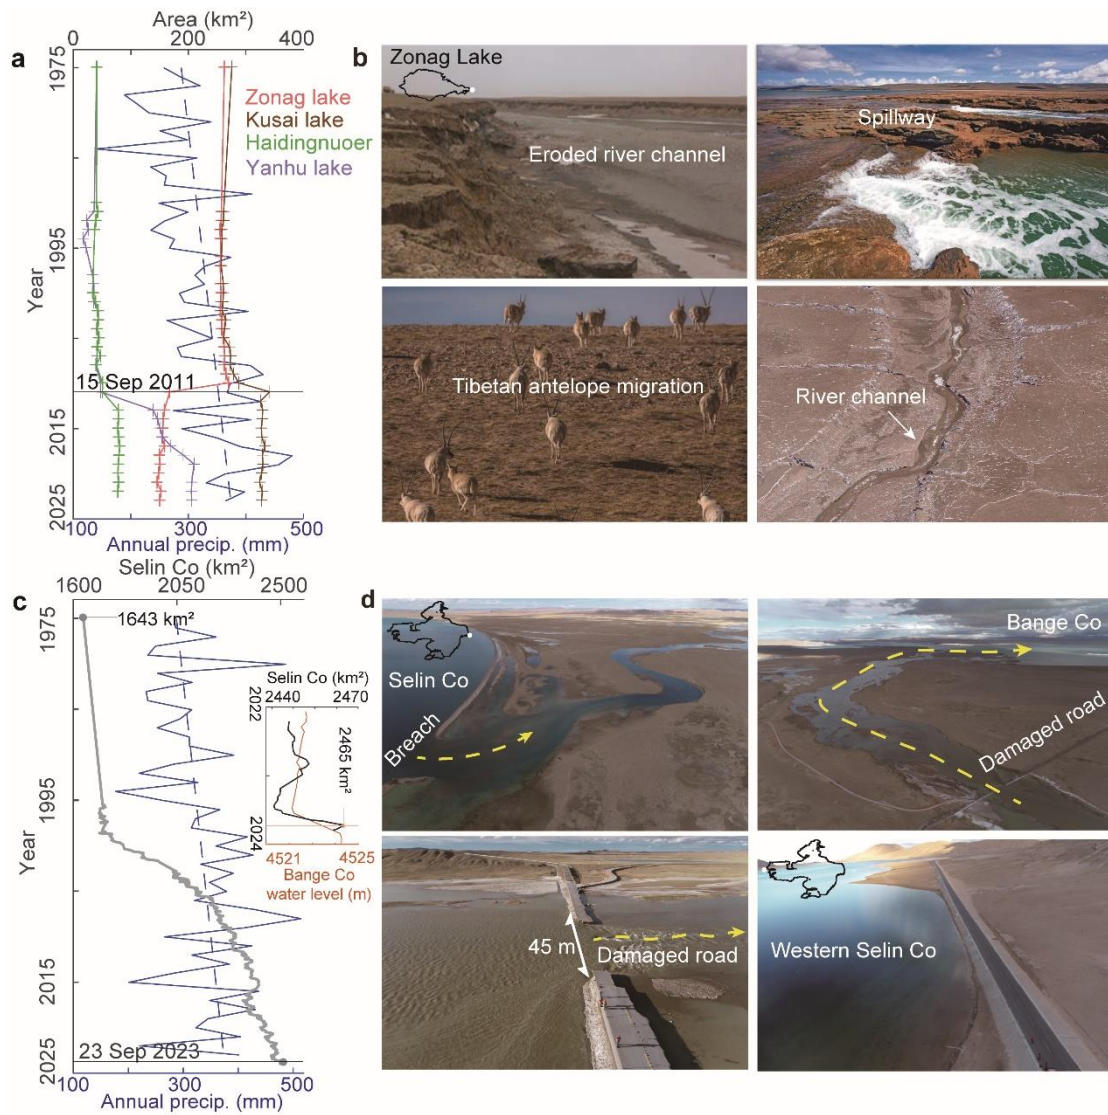 Area (km²)
0 200 400
a
1975
1995
2015
2025
Year
Zonag lake
Kusai lake
Haidingnuoer
Yanhu lake
15 Sep 2011
100 300 500
Annual precip. (mm)
b
Zonag Lake
Eroded river channel
Spillway
Tibetan antelope migration
River channel
Selin Co (km²)
1600 2050 2500
c
1975
1995
2015
2025
Year
1643 km²
Selin Co (km²)
2440 2470
2022
2024
2465 km²
4521 4525
Bange Co
water level (m)
23 Sep 2023
100 300 500
Annual precip. (mm)
d
Selin Co
Breach
Bange Co
Damaged road
45 m
Damaged road
Western Selin Co